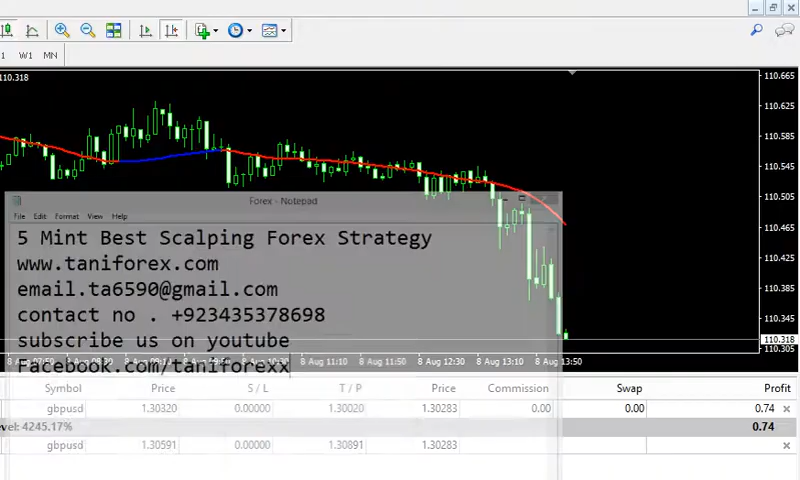 W1 MN
110.318
110.665
110.625
110.585
110.545
110.505
110.465
110.425
110.385
110.345
110.318
110.305
Forex - Notepad
File Edit Format View Help
5 Mint Best Scalping Forex Strategy
www.taniforex.com
email.ta6590@gmail.com
contact no . +923435378698
subscribe us on youtube
Facebook.com/taniforexx
8 Aug 11:10 8 Aug 11:50 8 Aug 12:30 8 Aug 13:10 8 Aug 13:50
Symbol Price S / L T / P Price Commission Swap Profit
gbpusd 1.30320 0.00000 1.30020 1.30283 0.00 0.00 0.74
evel: 4245.17% 0.74
gbpusd 1.30591 0.00000 1.30891 1.30283